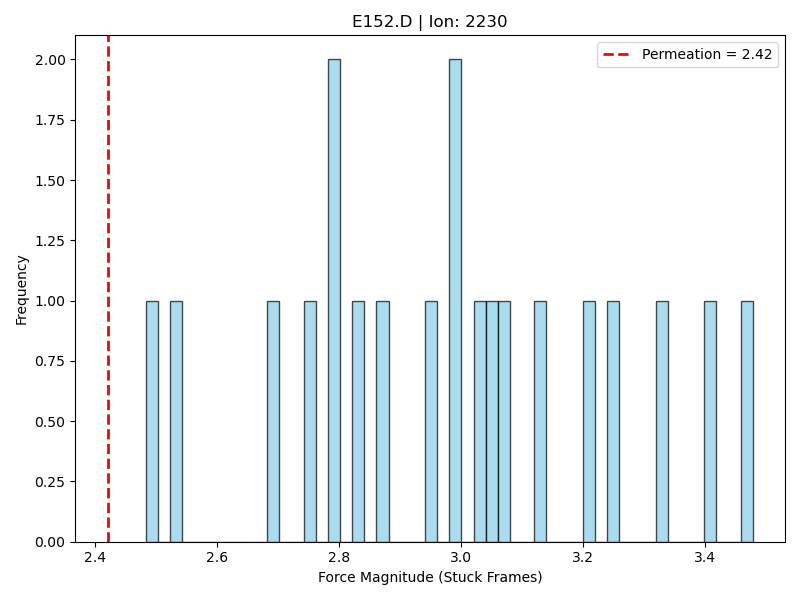 E152.D | Ion: 2230
Permeation = 2.42
Frequency
2.00
1.75
1.50
1.25
1.00
0.75
0.50
0.25
0.00
2.4 2.6 2.8 3.0 3.2 3.4
Force Magnitude (Stuck Frames)